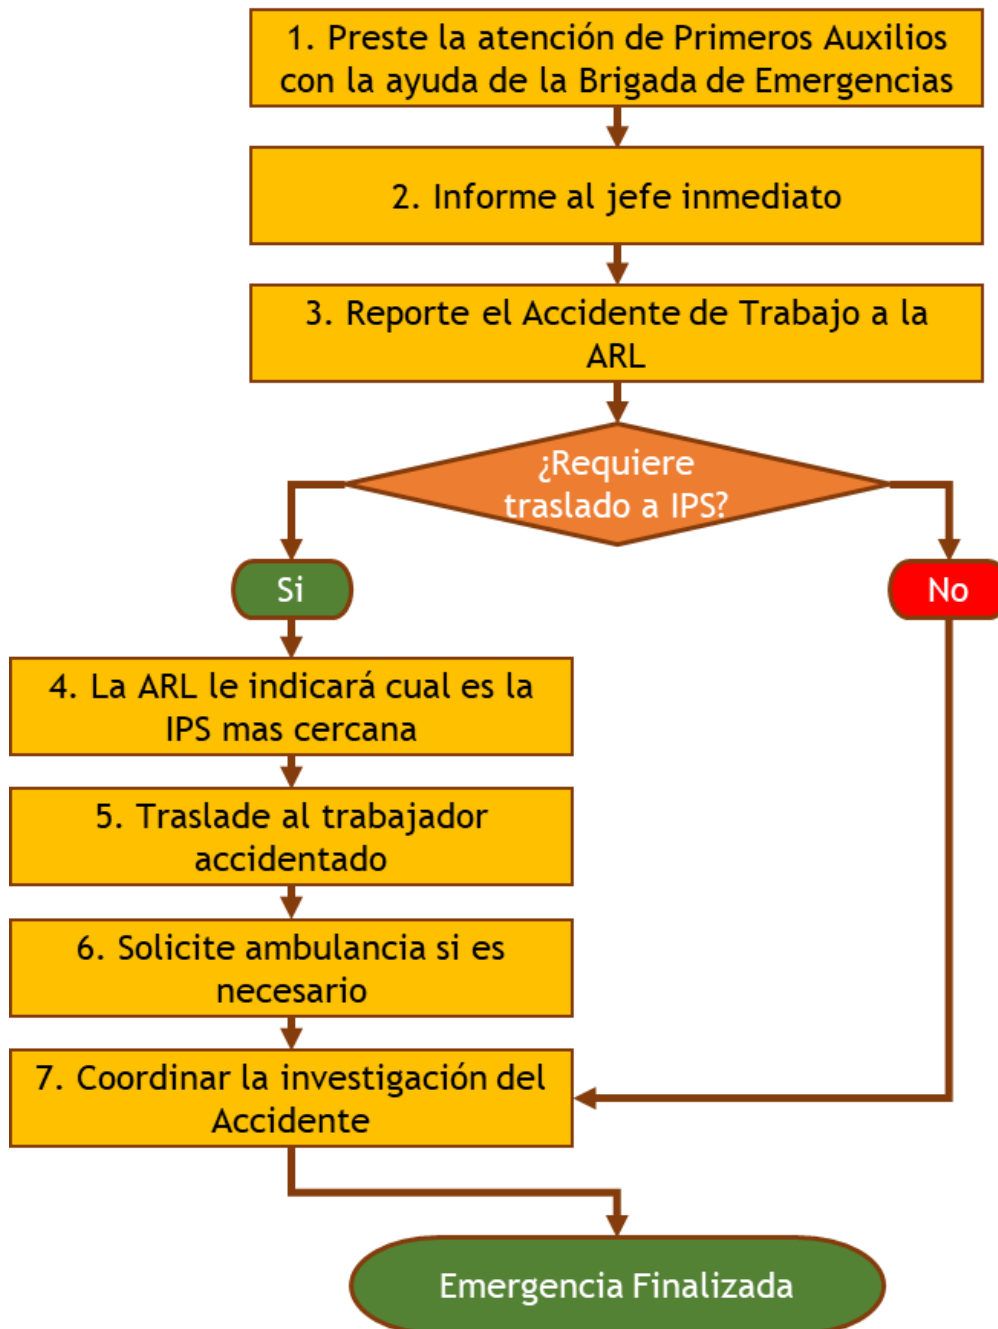 1. Preste la atención de Primeros Auxilios
con la ayuda de la Brigada de Emergencias
2. Informe al jefe inmediato
3. Reporte el Accidente de Trabajo a la
ARL
¿Requiere
traslado a IPS?
Si
No
4. La ARL le indicará cual es la
IPS mas cercana
5. Traslade al trabajador
accidentado
6. Solicite ambulancia si es
necesario
7. Coordinar la investigación del
Accidente
Emergencia Finalizada